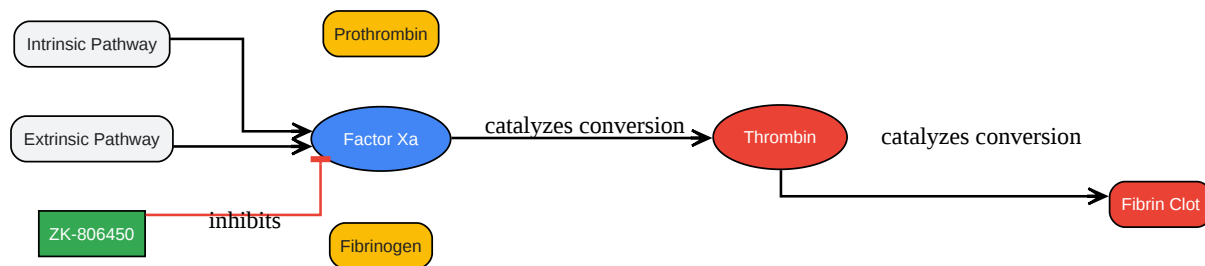 Prothrombin
Intrinsic Pathway
Extrinsic Pathway
Factor Xa
catalyzes conversion
Thrombin
catalyzes conversion
Fibrin Clot
inhibits
ZK-806450
Fibrinogen